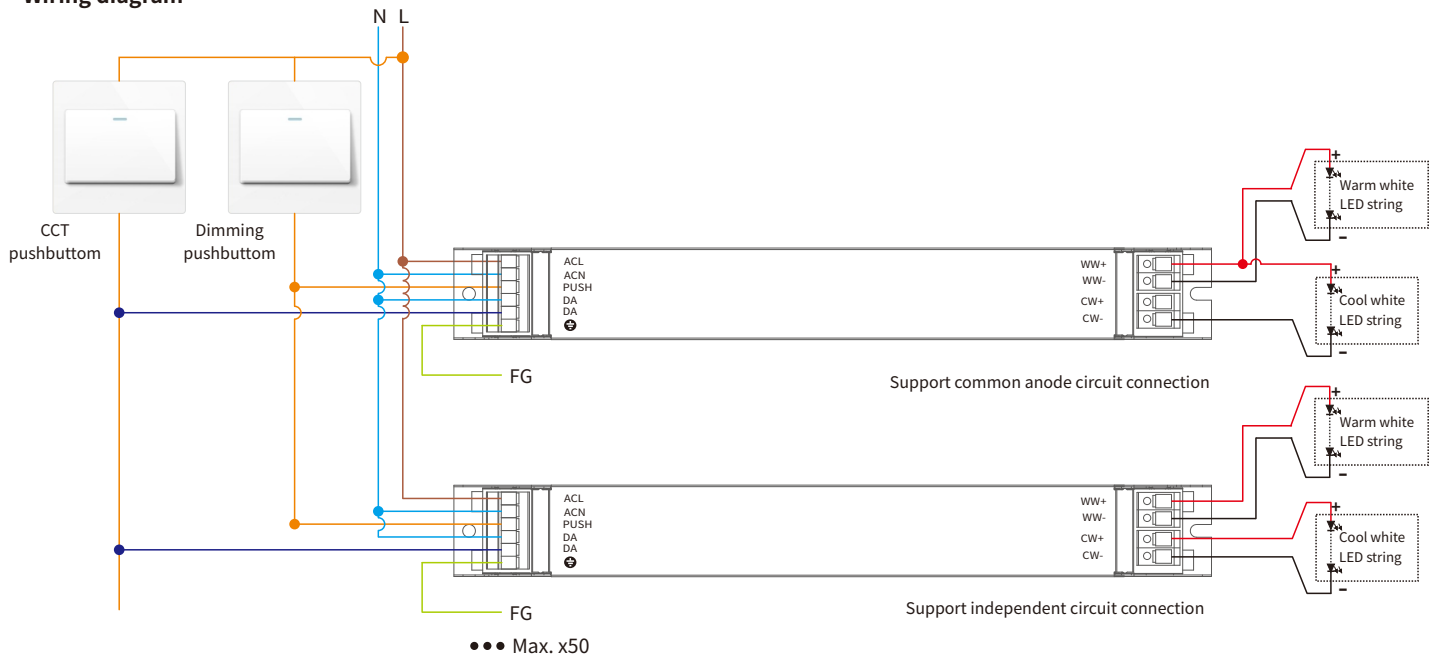 Wiring diagram
N L
CCT
pushbuttom
Dimming
pushbuttom
ACL
ACN
PUSH
DA
DA
FG
WW+
WW-
CW+
CW-
+
Warm white
LED string
-
+
Cool white
LED string
-
Support common anode circuit connection
ACL
ACN
PUSH
DA
DA
FG
WW+
WW-
CW+
CW-
+
Warm white
LED string
-
+
Cool white
LED string
-
Support independent circuit connection
••• Max. x50